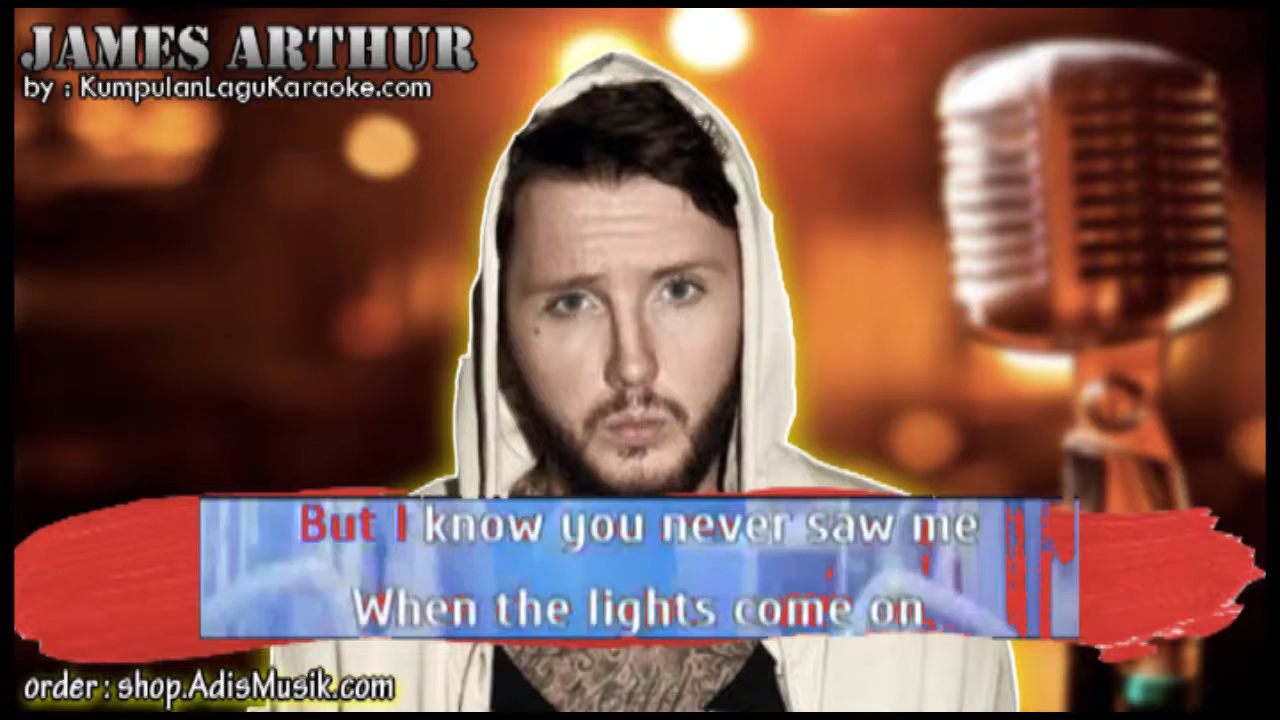 JAMES ARTHUR
by : KumpulanLaguKaraoke.com
But I know you never saw me
When the lights come on
order : shop.AdisMusik.com